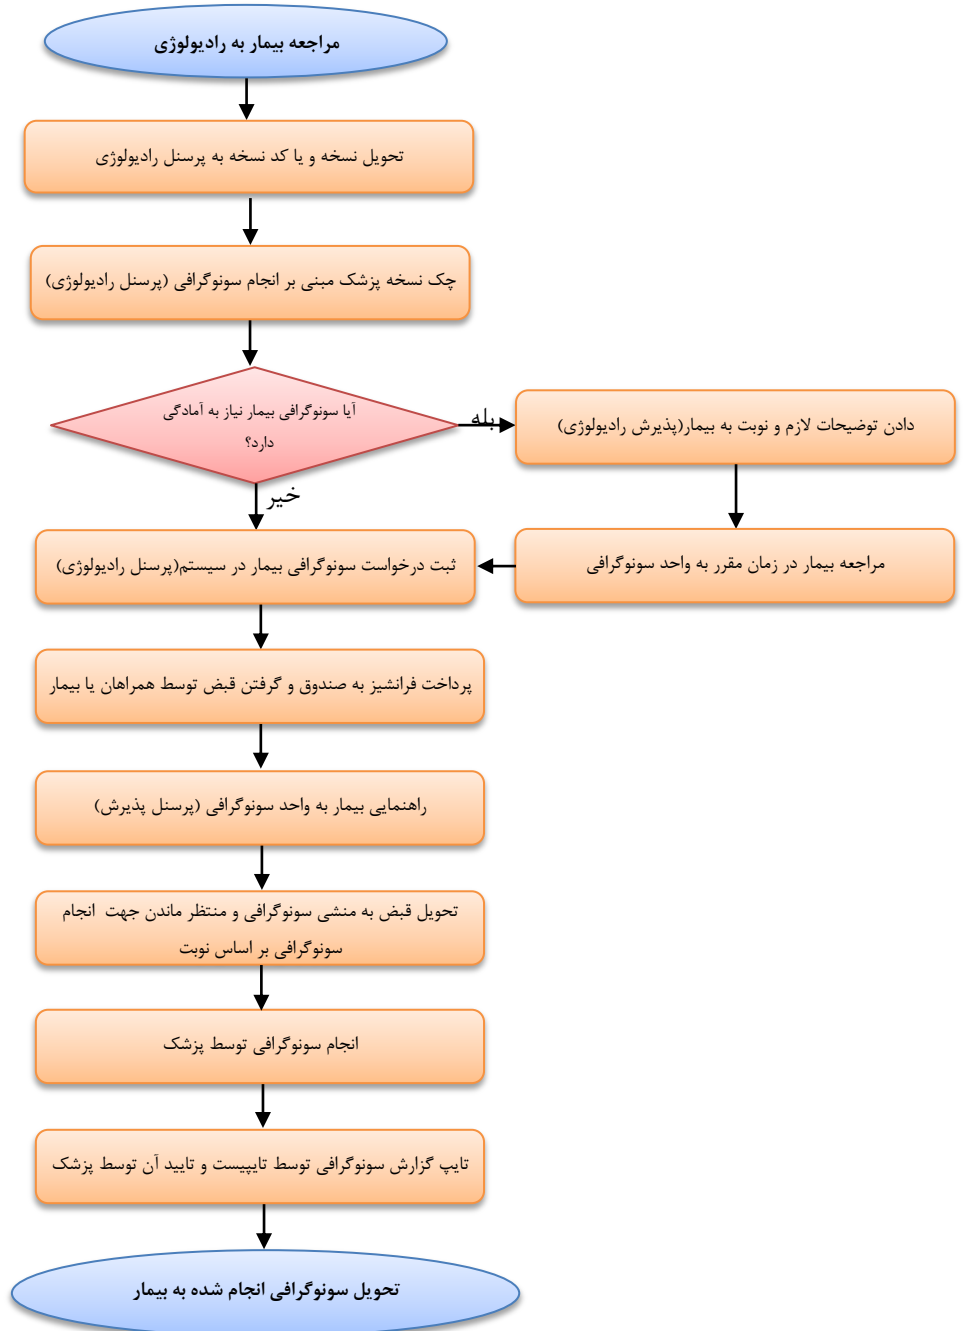 مراجعه بیمار به رادیولوژی
تحویل نسخه و یا کد نسخه به پرسنل رادیولوژی
چک نسخه پزشک مبنی بر انجام سونوگرافی (پرسنل رادیولوژی)
آیا سونوگرافی بیمار نیاز به آمادگی
دارد؟
بله
دادن توضیحات لازم و نوبت به بیمار(پذیرش رادیولوژی)
خیر
مراجعه بیمار در زمان مقرر به واحد سونوگرافی
ثبت درخواست سونوگرافی بیمار در سیستم(پرسنل رادیولوژی)
پرداخت فرانشیز به صندوق و گرفتن قبض توسط همراهان یا بیمار
راهنمایی بیمار به واحد سونوگرافی (پرسنل پذیرش)
تحویل قبض به منشی سونوگرافی و منتظر ماندن جهت انجام
سونوگرافی بر اساس نوبت
انجام سونوگرافی توسط پزشک
تایپ گزارش سونوگرافی توسط تایپیست و تایید آن توسط پزشک
تحویل سونوگرافی انجام شده به بیمار